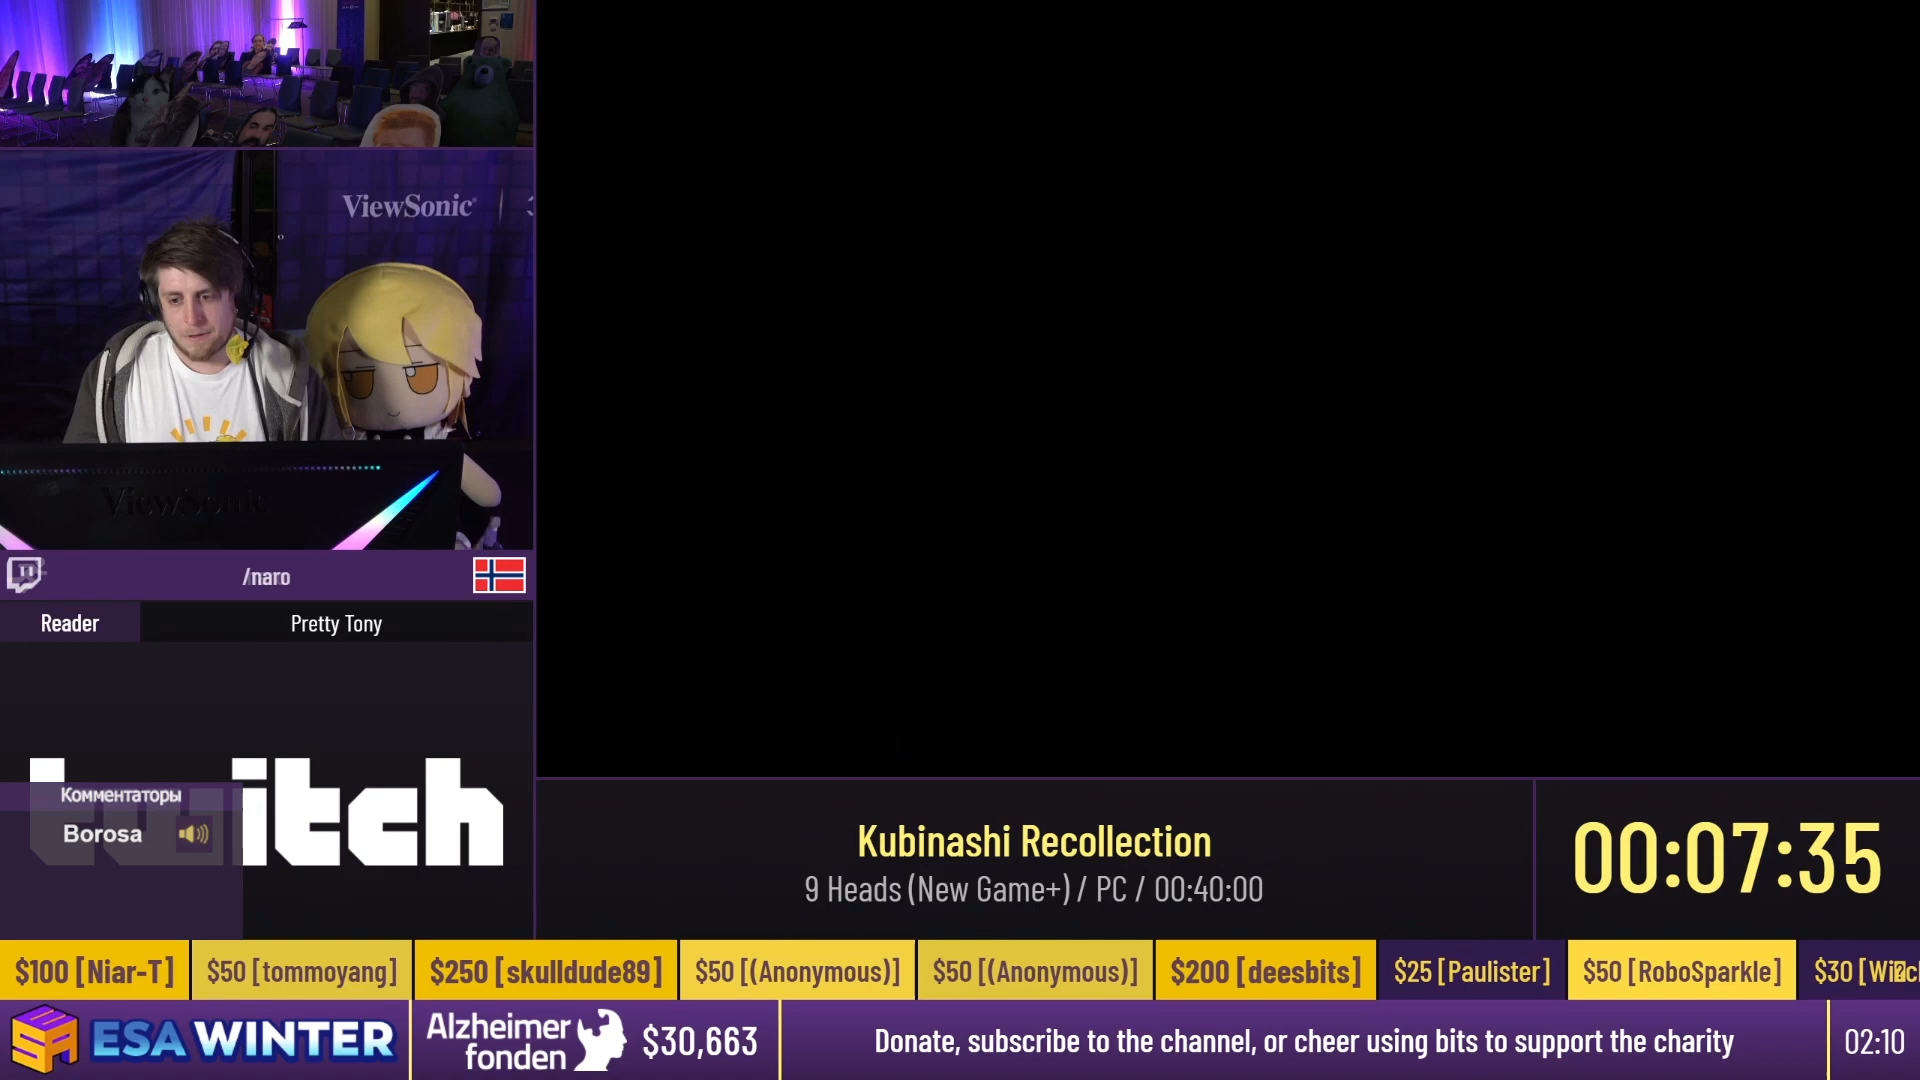 ViewSonic
ViewSonic
/naro
Reader
Pretty Tony
twitch
Комментаторы
Borosa
Kubinashi Recollection
9 Heads (New Game+) / PC / 00:40:00
00:07:35
$100 [Niar-T]
$50 [tommoyang]
$250 [skulldude89]
$50 [(Anonymous)]
$50 [(Anonymous)]
$200 [deesbits]
$25 [Paulister]
$50 [RoboSparkle]
$30
ESA WINTER
Alzheimer
fonden
$30,663
Donate, subscribe to the channel, or cheer using bits to support the charity
02:10